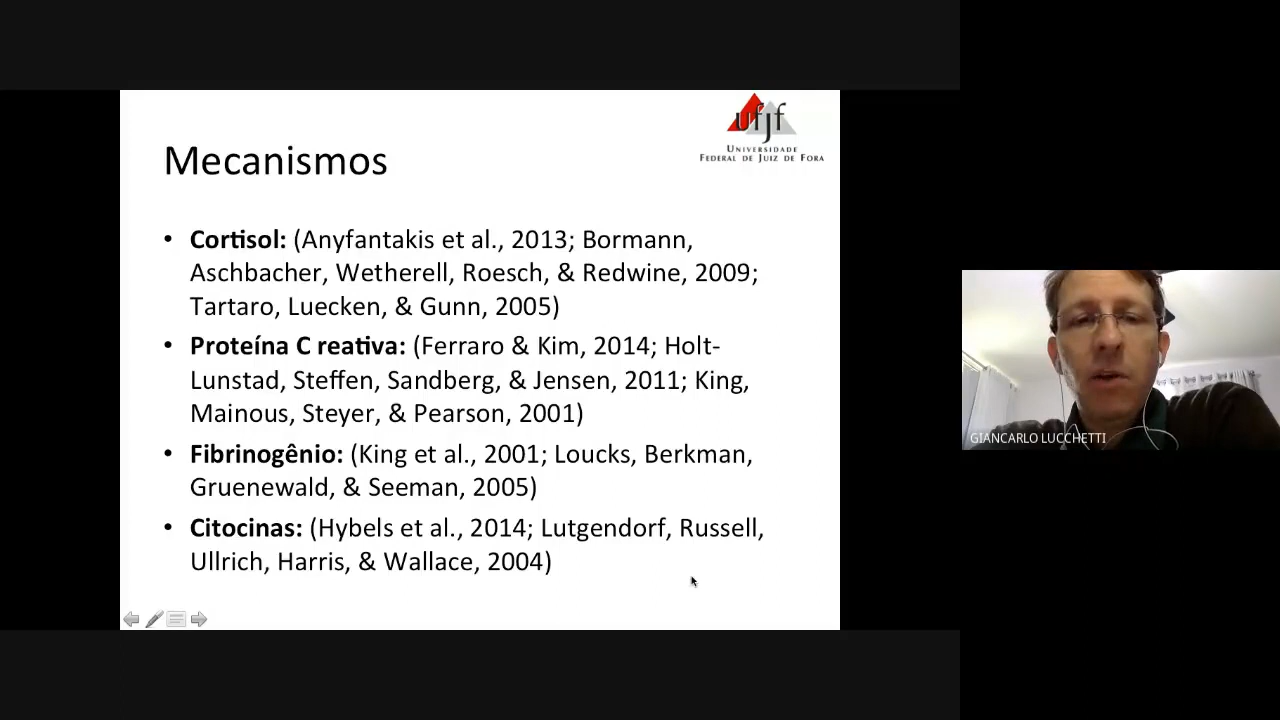 ufjf
UNIVERSIDADE
FEDERAL DE JUIZ DE FORA
Mecanismos
• Cortisol: (Anyfantakis et al., 2013; Bormann,
Aschbacher, Wetherell, Roesch, & Redwine, 2009;
Tartaro, Luecken, & Gunn, 2005)
• Proteína C reativa: (Ferraro & Kim, 2014; Holt-
Lunstad, Steffen, Sandberg, & Jensen, 2011; King,
Mainous, Steyer, & Pearson, 2001)
• Fibrinogênio: (King et al., 2001; Loucks, Berkman,
Gruenewald, & Seeman, 2005)
• Citocinas: (Hybels et al., 2014; Lutgendorf, Russell,
Ullrich, Harris, & Wallace, 2004)
GIANCARLO LUCCHETTI